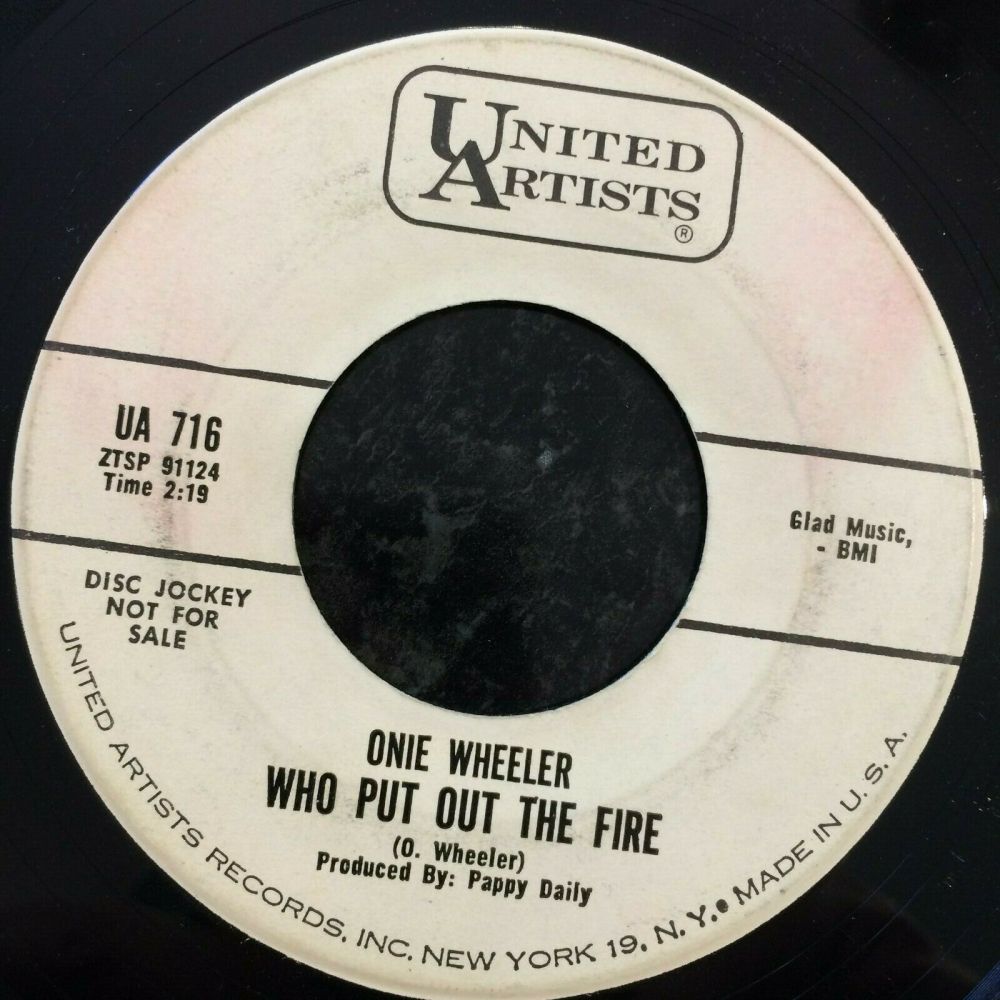 UNITED
ARTISTS
®
UA 716
ZTSP 91124
Time 2:19
Glad Music,
- BMI
DISC JOCKEY
NOT FOR
SALE
ONIE WHEELER
WHO PUT OUT THE FIRE
(O. Wheeler)
Produced By: Pappy Daily
UNITED ARTISTS RECORDS, INC. NEW YORK 19, N.Y. • MADE IN U.S.A.